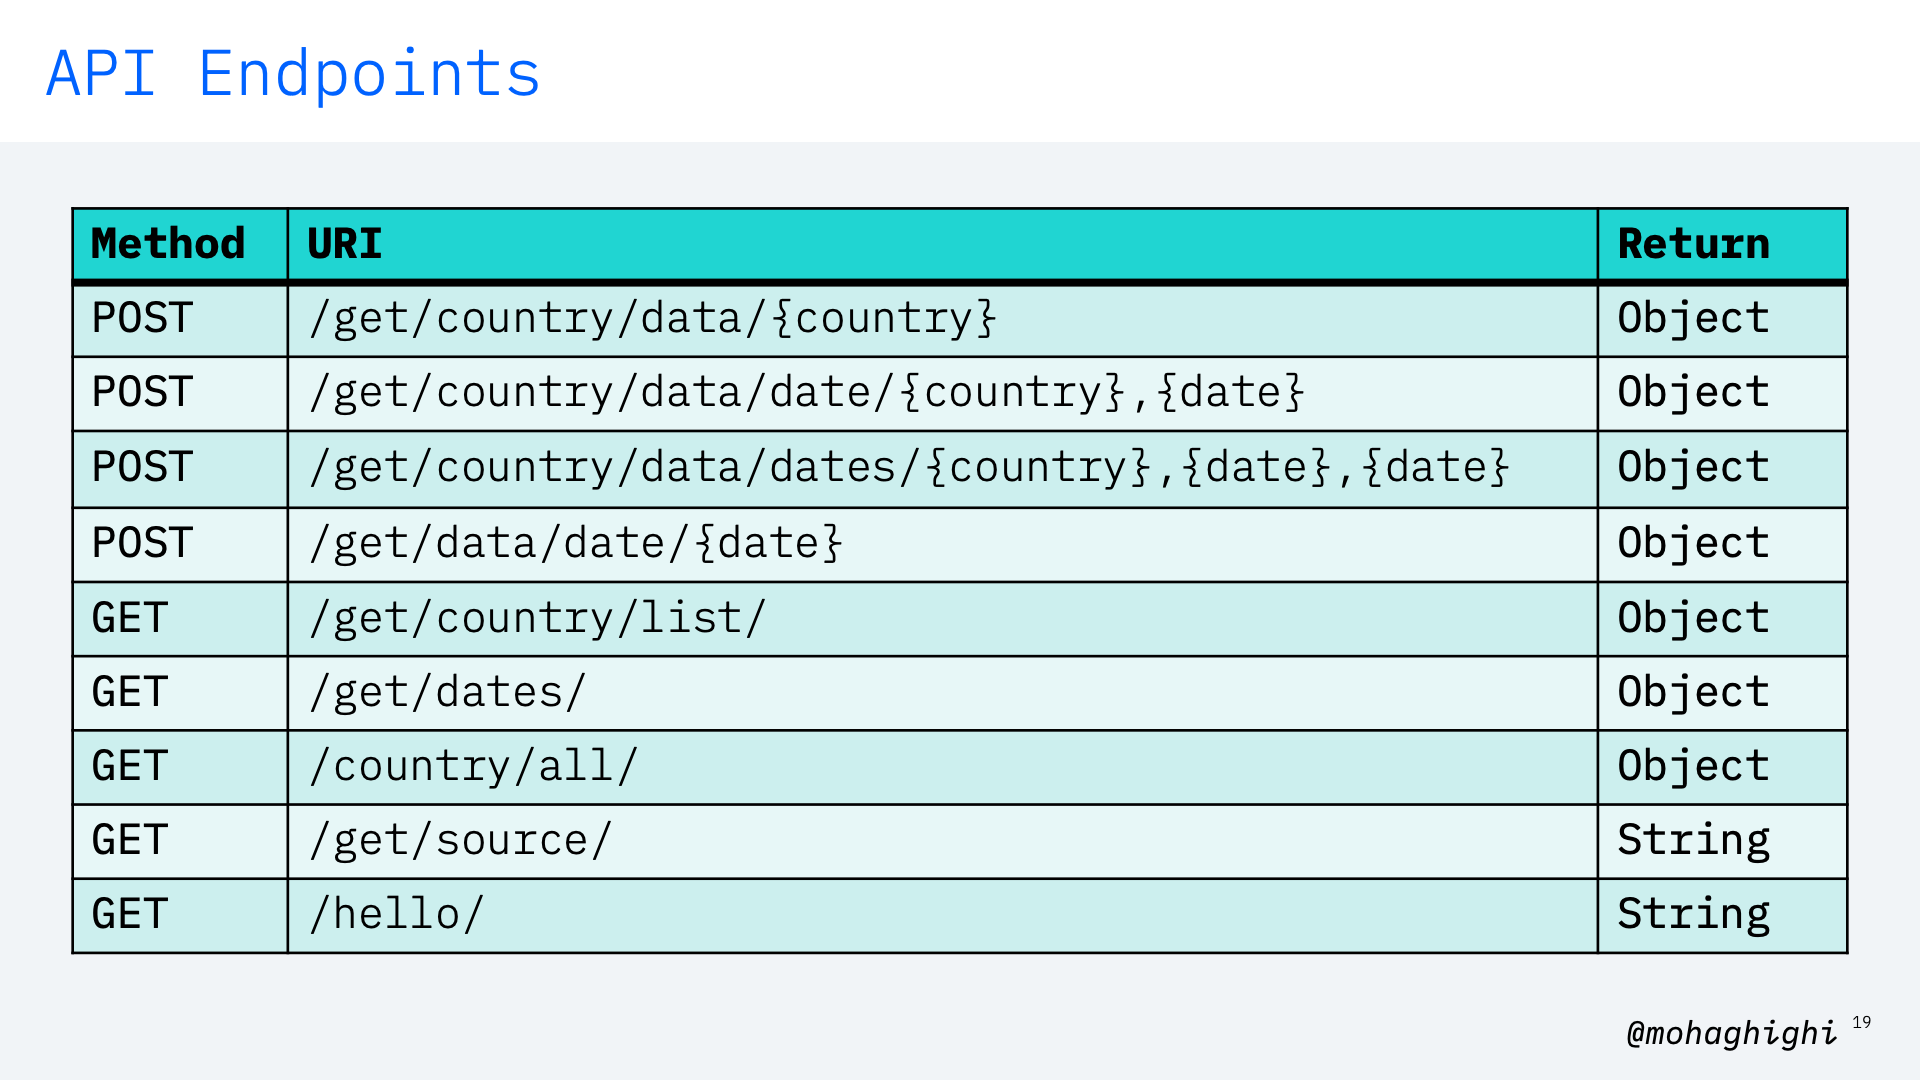 API Endpoints
Method URI Return
POST /get/country/data/{country} Object
POST /get/country/data/date/{country},{date} Object
POST /get/country/data/dates/{country},{date},{date} Object
POST /get/data/date/{date} Object
GET /get/country/list/ Object
GET /get/dates/ Object
GET /country/all/ Object
GET /get/source/ String
GET /hello/ String
@mohaghighi 19